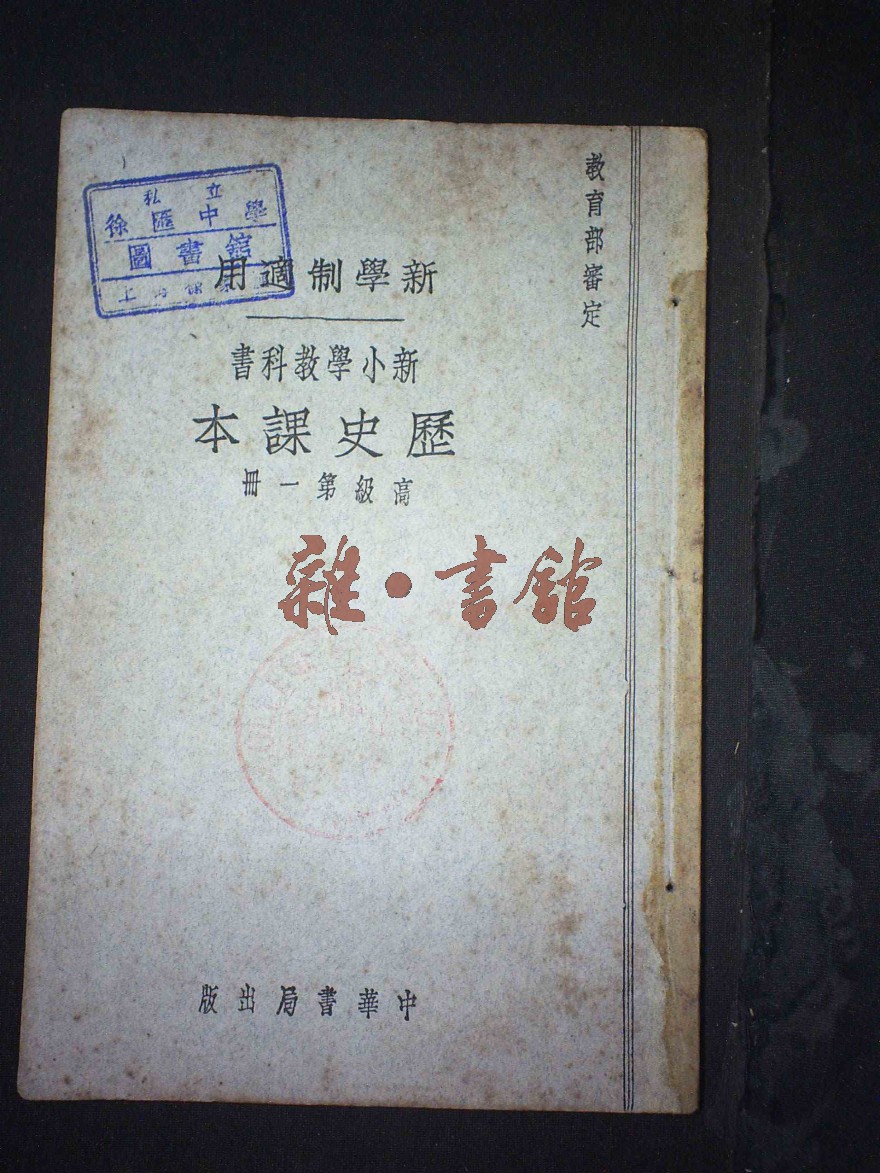 教育部審定
私立
徐匯中學
圖書館
新學制適用
新小學教科書
歷史課本
高級第一冊
雜·書館
中華書局出版